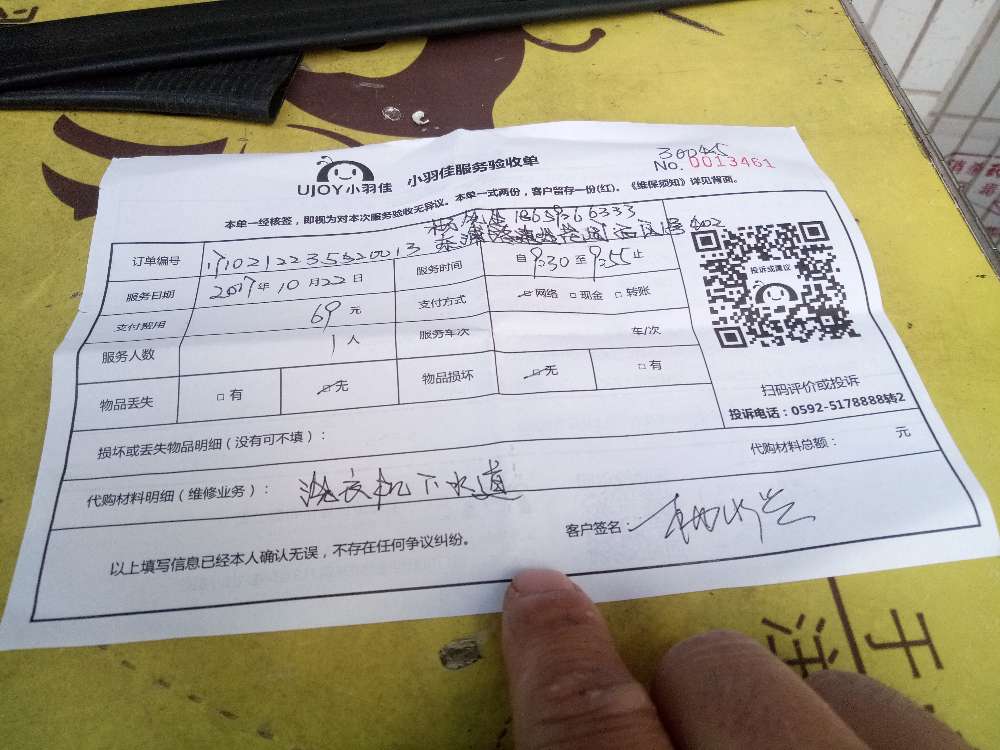 300445
UJOY小羽佳 小羽佳服务验收单 No. 0013461
本单一经核签，即视为对本次服务验收无异议。本单一式两份，客户留存一份(红)。《维保须知》详见背面。
订单编号 服务时间 自9:30至9:55止
服务日期 2017年10月22日 支付方式 网络 现金 转账
支付费用 69元 服务车次 车/次
服务人数 1人
物品丢失 有 无 物品损坏 无 有
投诉或建议
扫码评价或投诉
投诉电话：0592-5178888转2
损坏或丢失物品明细（没有可不填）：
代购材料总额： 元
代购材料明细（维修业务）： 洗衣机下水道
以上填写信息已经本人确认无误，不存在任何争议纠纷。 客户签名：